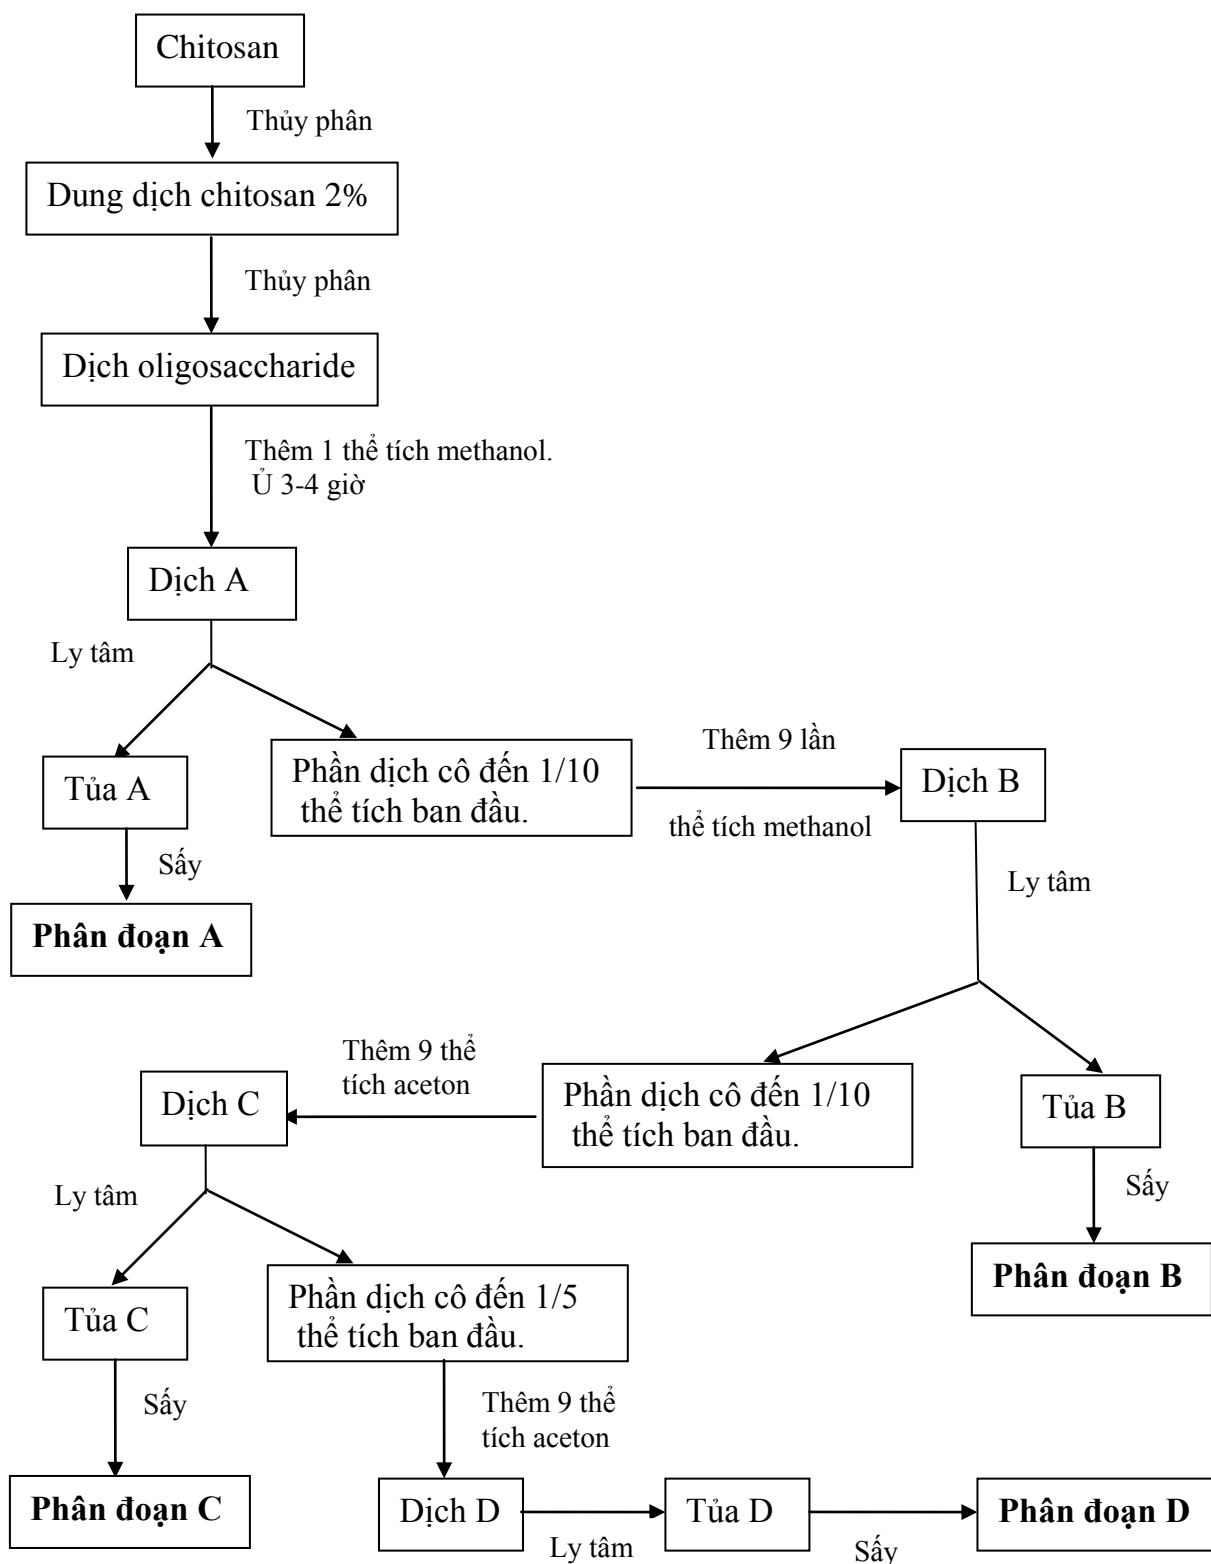 Chitosan
Thủy phân
Dung dịch chitosan 2%
Thủy phân
Dịch oligosaccharide
Thêm 1 thể tích methanol.
Ủ 3-4 giờ
Dịch A
Ly tâm
Tủa A
Phần dịch cô đến 1/10
thể tích ban đầu.
Thêm 9 lần
thể tích methanol
Dịch B
Sấy
Phân đoạn A
Ly tâm
Thêm 9 thể
tích aceton
Dịch C
Phần dịch cô đến 1/10
thể tích ban đầu.
Tủa B
Ly tâm
Sấy
Phân đoạn B
Tủa C
Phần dịch cô đến 1/5
thể tích ban đầu.
Sấy
Thêm 9 thể
tích aceton
Phân đoạn C
Dịch D
Ly tâm
Tủa D
Sấy
Phân đoạn D